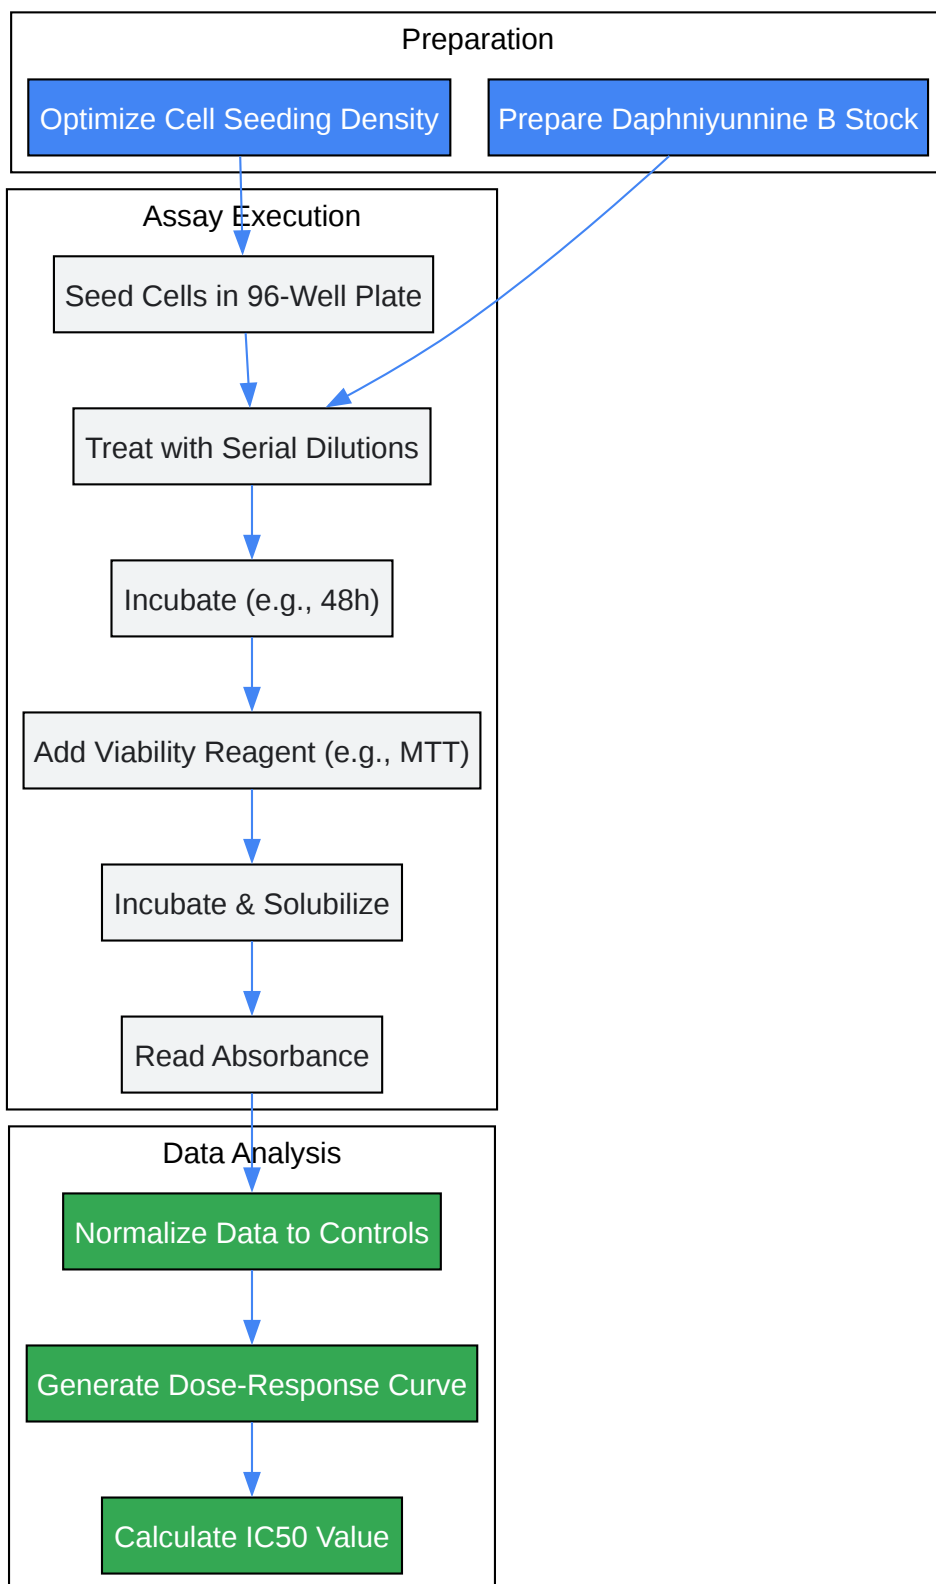 Preparation
Optimize Cell Seeding Density
Prepare Daphniyunnine B Stock
Assay Execution
Seed Cells in 96-Well Plate
Treat with Serial Dilutions
Incubate (e.g., 48h)
Add Viability Reagent (e.g., MTT)
Incubate & Solubilize
Read Absorbance
Data Analysis
Normalize Data to Controls
Generate Dose-Response Curve
Calculate IC50 Value